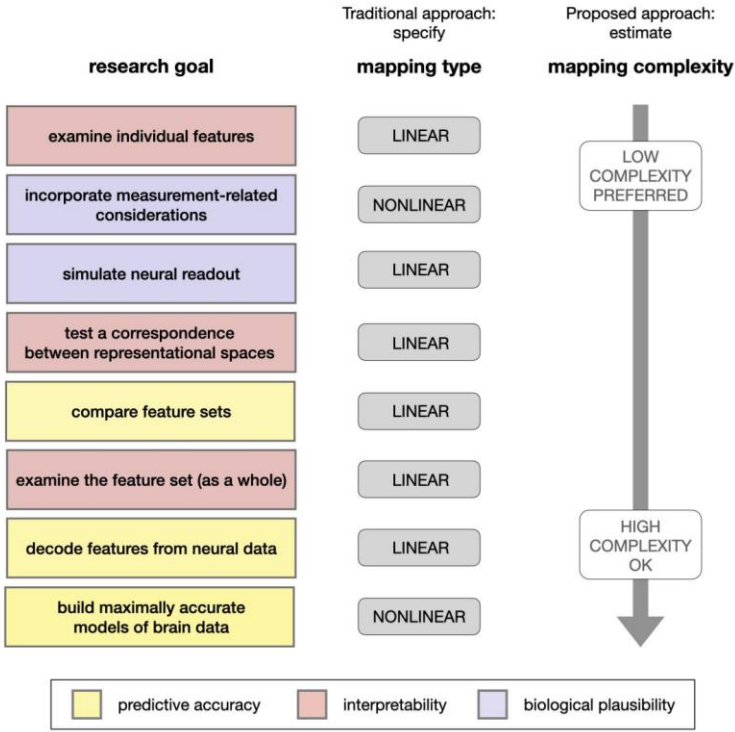 Traditional approach:
specify
Proposed approach:
estimate
research goal
mapping type
mapping complexity
examine individual features
LINEAR
LOW
COMPLEXITY
PREFERRED
incorporate measurement-related
considerations
NONLINEAR
simulate neural readout
LINEAR
test a correspondence
between representational spaces
LINEAR
compare feature sets
LINEAR
examine the feature set (as a whole)
LINEAR
decode features from neural data
LINEAR
HIGH
COMPLEXITY
OK
build maximally accurate
models of brain data
NONLINEAR
predictive accuracy
interpretability
biological plausibility